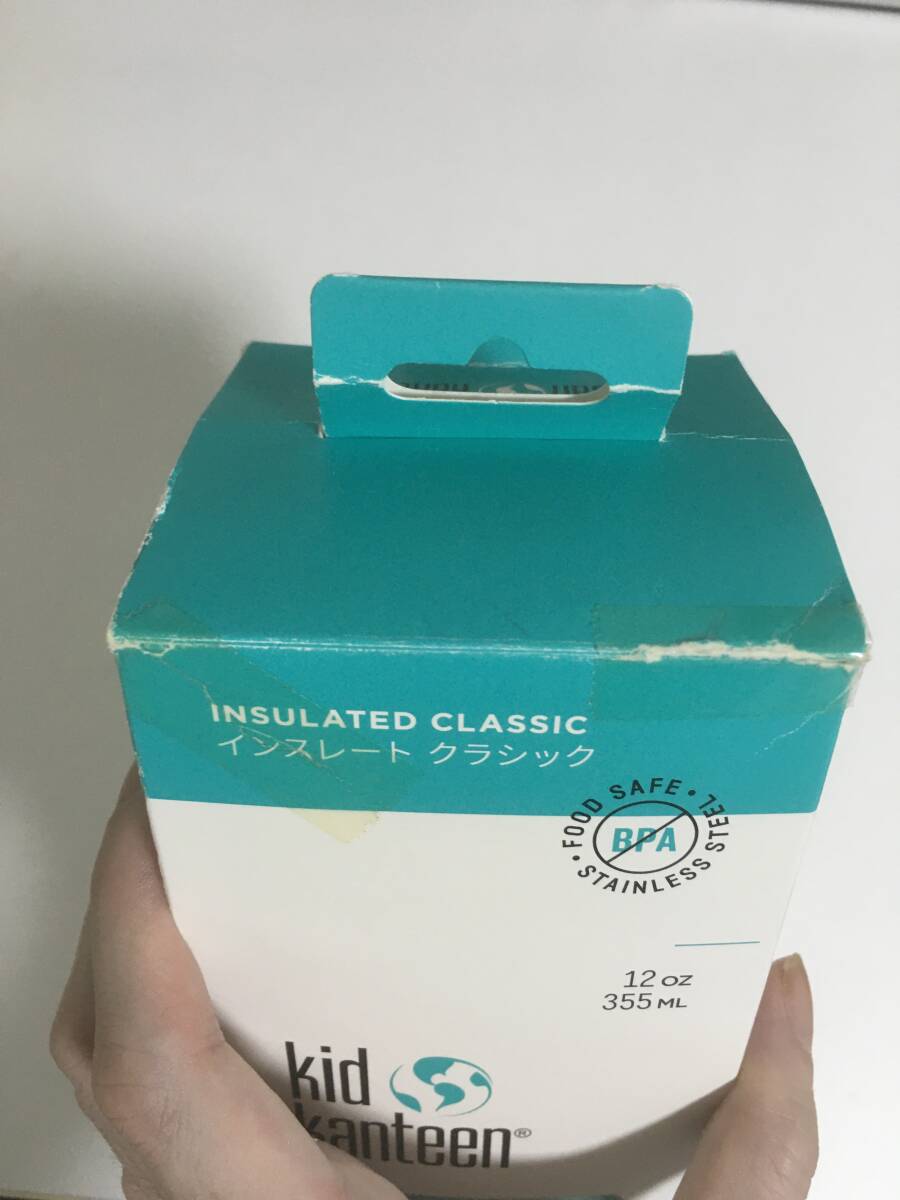 INSULATED CLASSIC
インスレート クラシック
• FOOD SAFE • STAINLESS STEEL
BPA
12 OZ
355 ML
kid
kanteen®